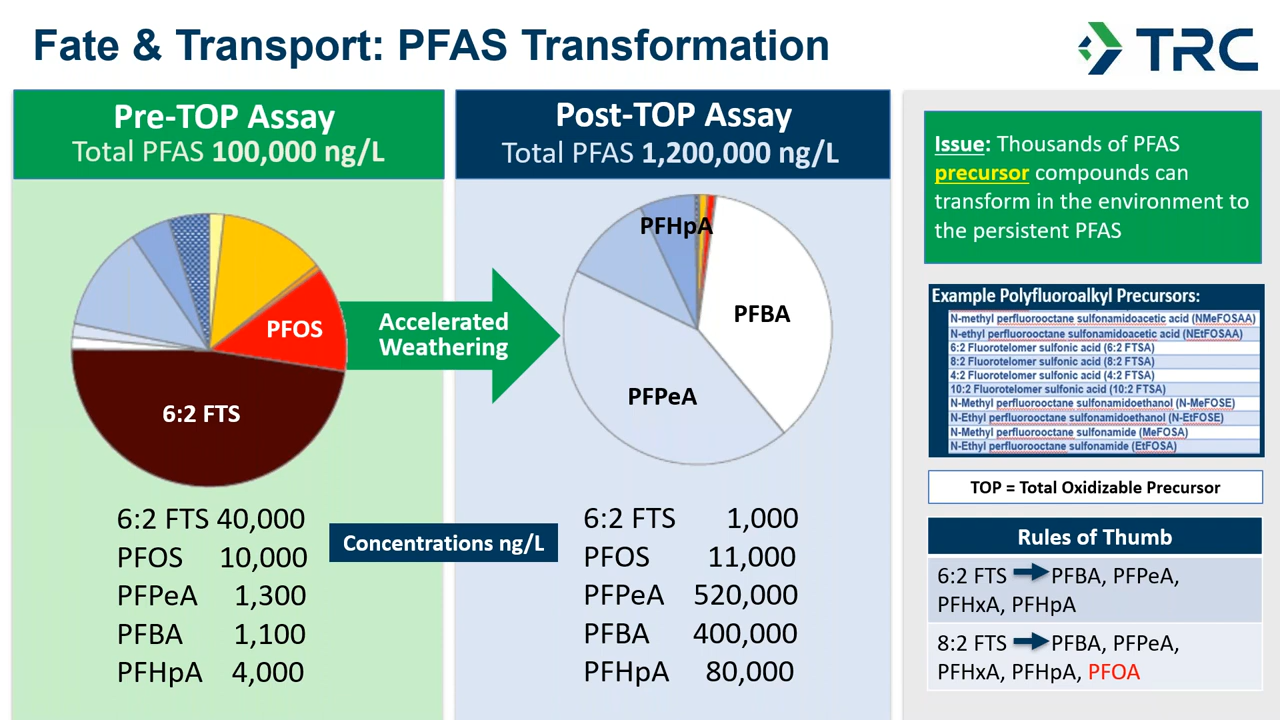 Fate & Transport: PFAS Transformation
TRC
Pre-TOP Assay
Total PFAS 100,000 ng/L
PFOS
6:2 FTS
6:2 FTS 40,000
PFOS 10,000
PFPeA 1,300
PFBA 1,100
PFHpA 4,000
Accelerated
Weathering
Concentrations ng/L
Post-TOP Assay
Total PFAS 1,200,000 ng/L
PFHpA
PFBA
PFPeA
6:2 FTS 1,000
PFOS 11,000
PFPeA 520,000
PFBA 400,000
PFHpA 80,000
Issue: Thousands of PFAS
precursor compounds can
transform in the environment to
the persistent PFAS
Example Polyfluoroalkyl Precursors:
N-methyl perfluorooctane sulfonamidoacetic acid (NMeFOSAA)
N-ethyl perfluorooctane sulfonamidoacetic acid (NEtFOSAA)
6:2 Fluorotelomer sulfonic acid (6:2 FTSA)
8:2 Fluorotelomer sulfonic acid (8:2 FTSA)
4:2 Fluorotelomer sulfonic acid (4:2 FTSA)
10:2 Fluorotelomer sulfonic acid (10:2 FTSA)
N-Methyl perfluorooctane sulfonamidoethanol (N-MeFOSE)
N-Ethyl perfluorooctane sulfonamidoethanol (N-EtFOSE)
N-Methyl perfluorooctane sulfonamide (MeFOSA)
N-Ethyl perfluorooctane sulfonamide (EtFOSA)
TOP = Total Oxidizable Precursor
Rules of Thumb
6:2 FTS → PFBA, PFPeA,
PFHxA, PFHpA
8:2 FTS → PFBA, PFPeA,
PFHxA, PFHpA, PFOA